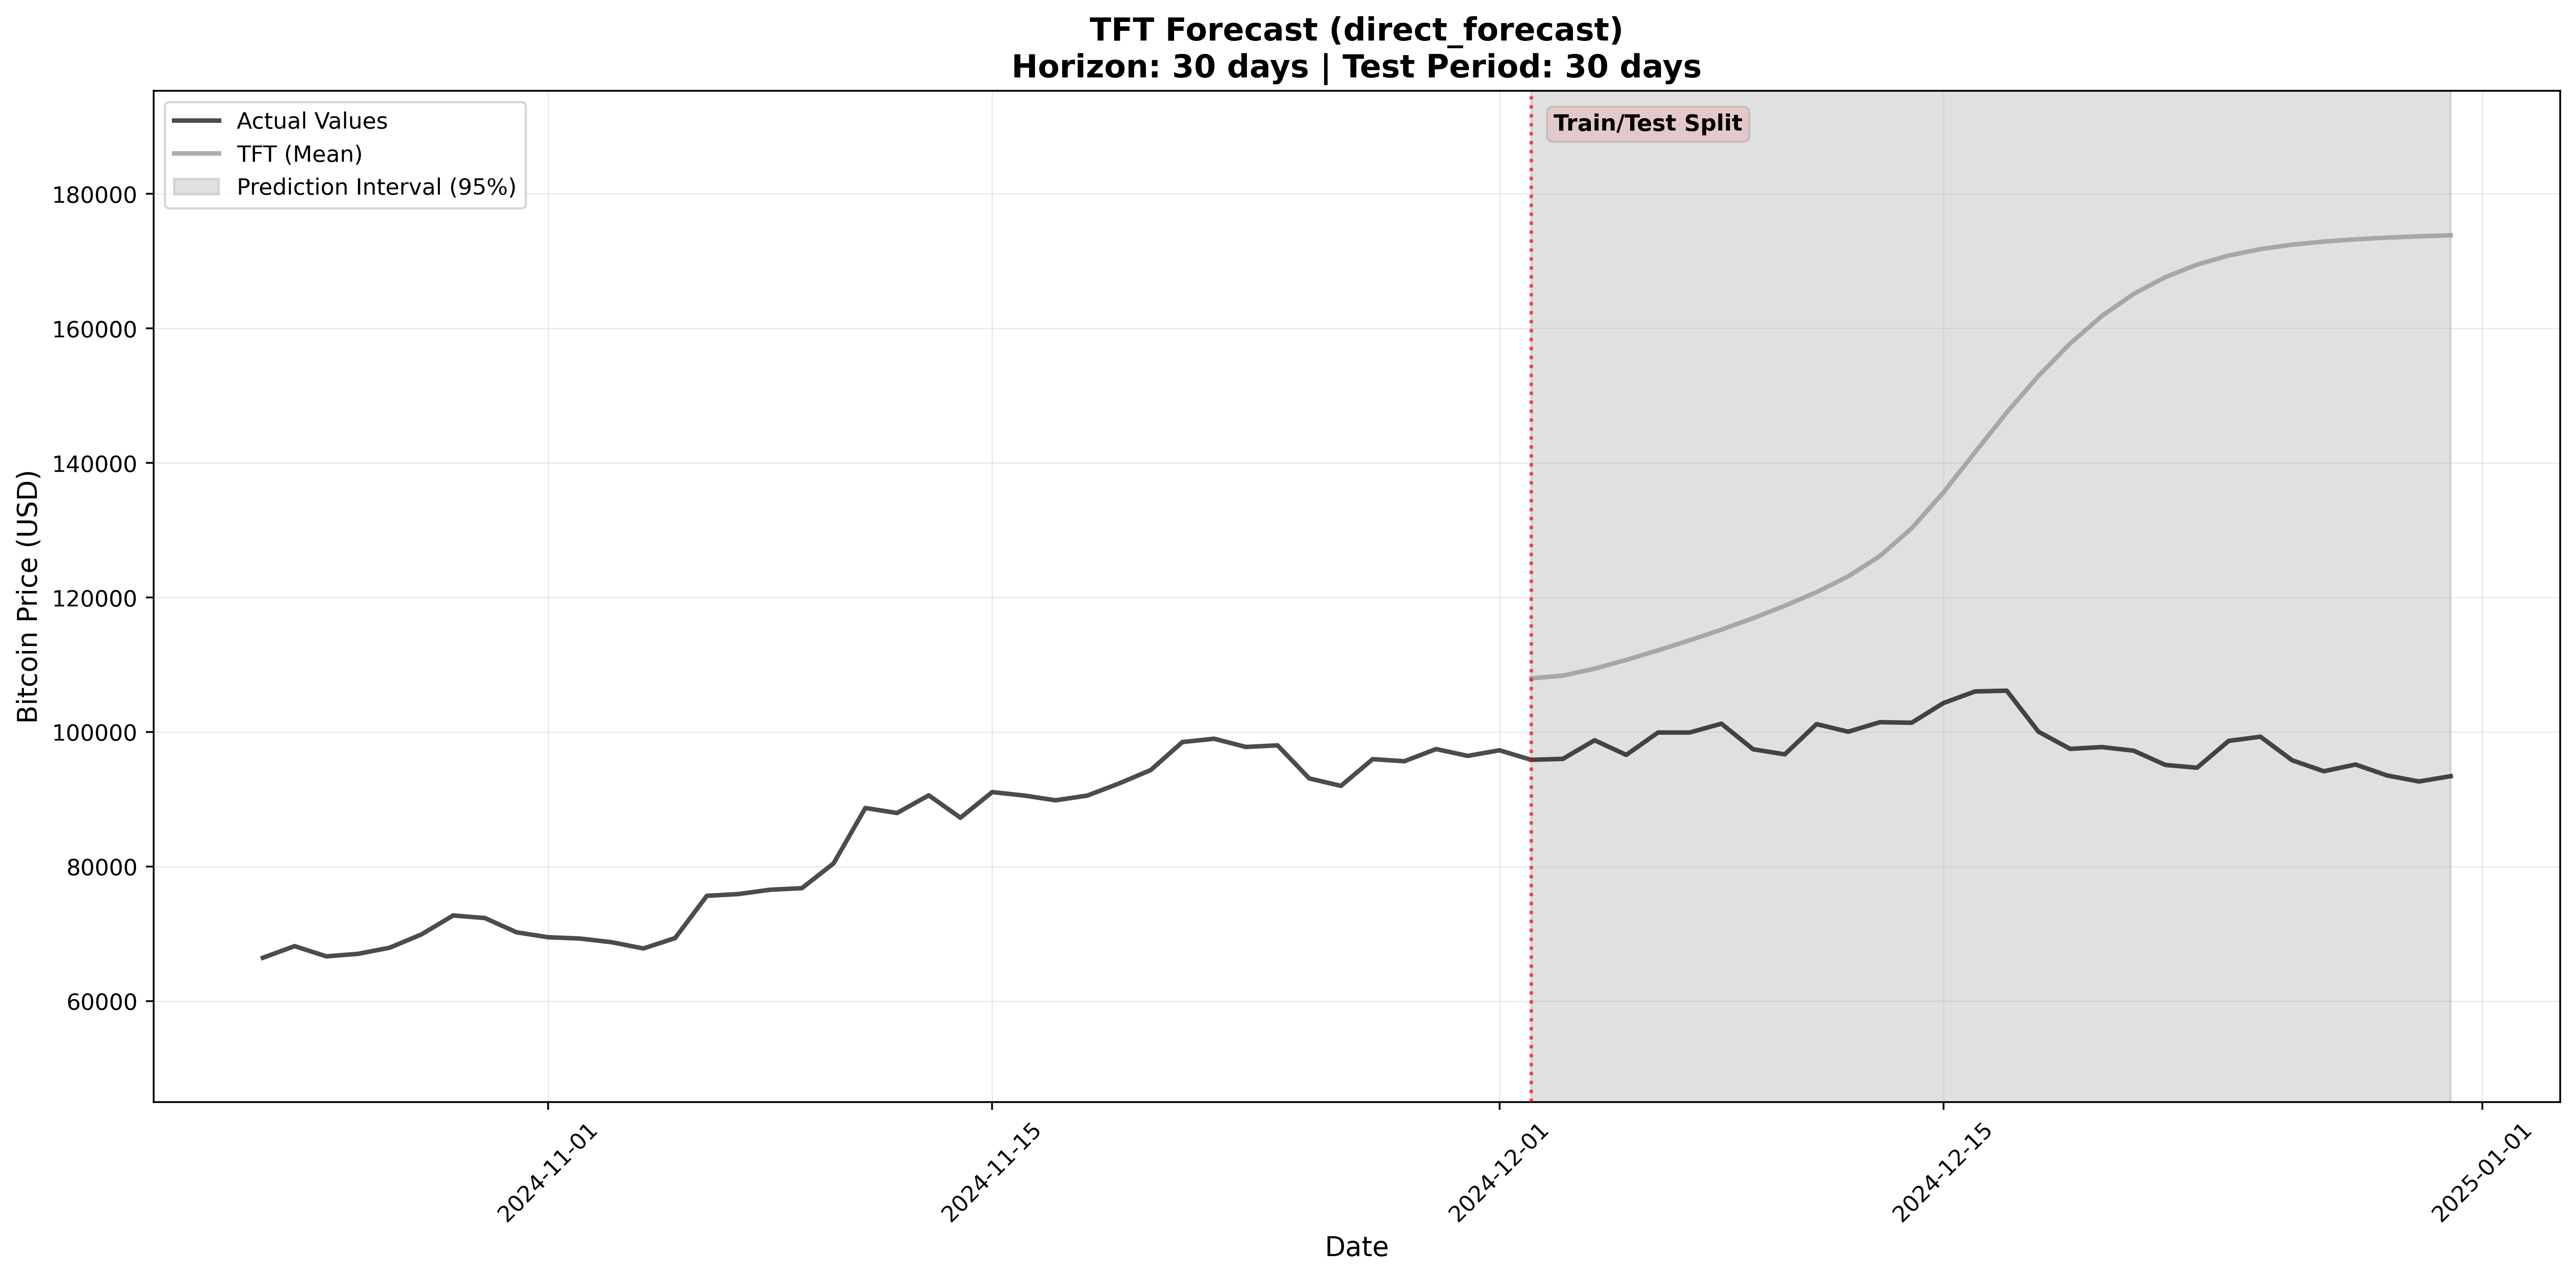 TFT Forecast (direct_forecast)
Horizon: 30 days | Test Period: 30 days
Actual Values
TFT (Mean)
Prediction Interval (95%)
Train/Test Split
Bitcoin Price (USD)
180000
160000
140000
120000
100000
80000
60000
2024-11-01
2024-11-15
2024-12-01
2024-12-15
2025-01-01
Date